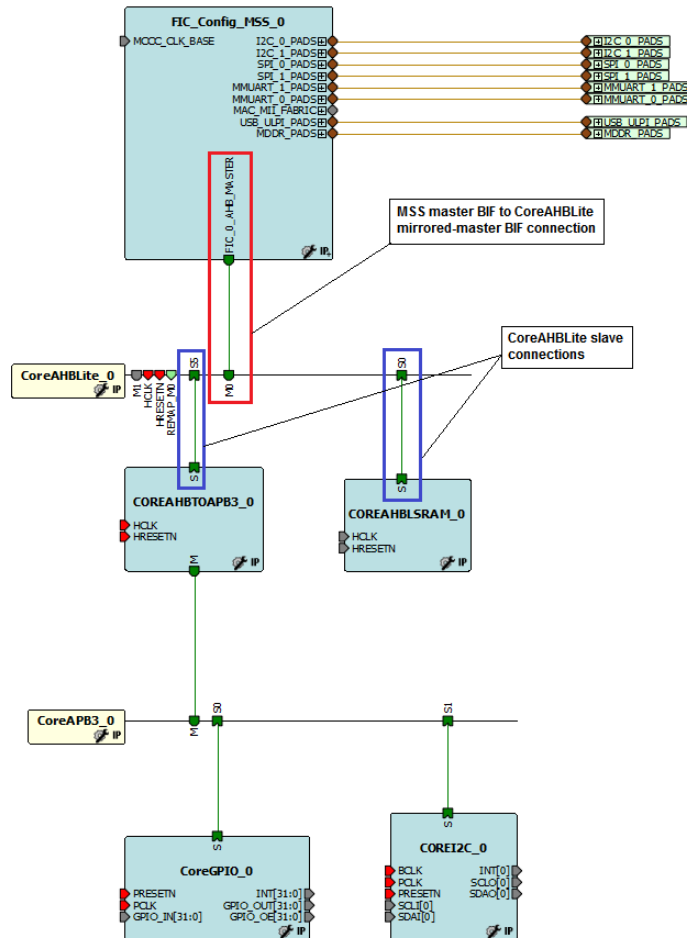 FIC_Config_MSS_0
MCCC_CLK_BASE
I2C_0_PADS
I2C_0_PADS
I2C_1_PADS
I2C_1_PADS
SPI_0_PADS
SPI_0_PADS
SPI_1_PADS
SPI_1_PADS
MMUART_1_PADS
MMUART_1_PADS
MMUART_0_PADS
MMUART_0_PADS
MAC_MII_FABRIC
USB_ULPI_PADS
USB_ULPI_PADS
MDDR_PADS
MDDR_PADS
FIC_0_AHB_MASTER
IP
MSS master BIF to CoreAHBLite
mirrored-master BIF connection
CoreAHBLite slave
connections
CoreAHBLite_0
IP
M1
HCLK
HRESETN
REMAP_M0
S5
M0
S0
S
COREAHBTOAPB3_0
HCLK
HRESETN
IP
M
S
COREAHBLSRAM_0
HCLK
HRESETN
IP
CoreAPB3_0
IP
M
S0
S1
S
CoreGPIO_0
PRESETN
PCLK
GPIO_IN[31:0]
INT[31:0]
GPIO_OUT[31:0]
GPIO_OE[31:0]
IP
S
COREI2C_0
BCLK
PCLK
PRESETN
SCLI[0]
SDAI[0]
INT[0]
SCLO[0]
SDAO[0]
IP